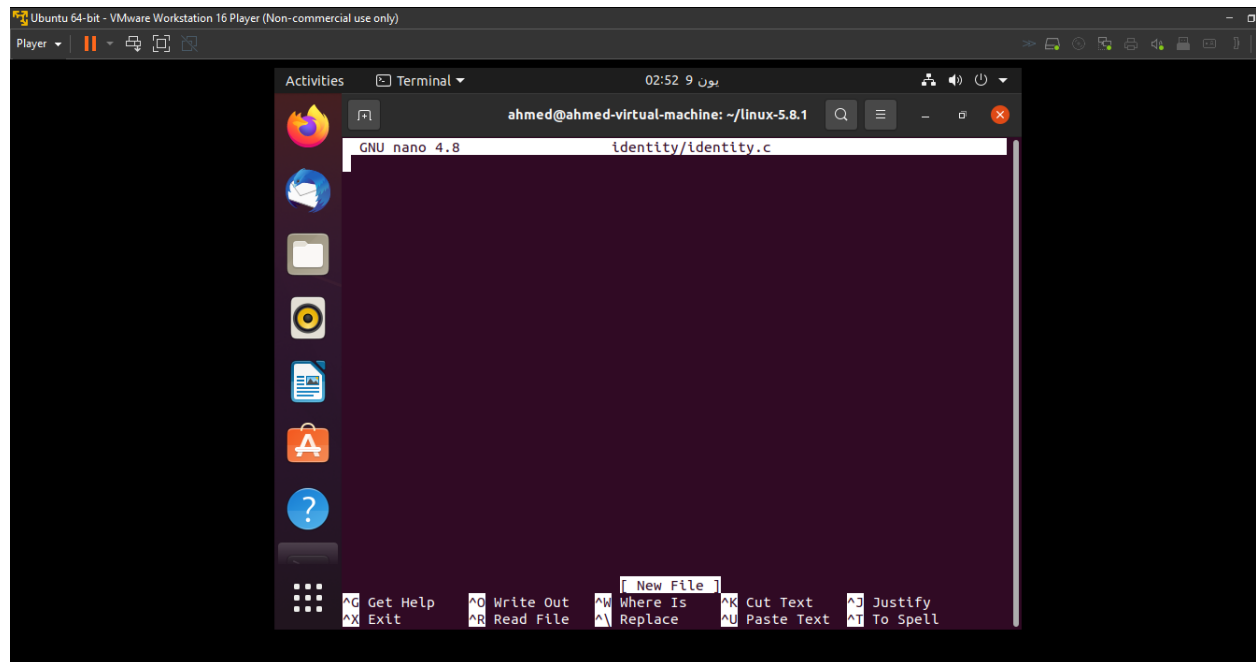 Ubuntu 64-bit - VMware Workstation 16 Player (Non-commercial use only)
Player
Activities Terminal 02:52 9 يون
ahmed@ahmed-virtual-machine: ~/linux-5.8.1
GNU nano 4.8 identity/identity.c
[ New File ]
^G Get Help ^O Write Out ^W Where Is ^K Cut Text ^J Justify
^X Exit ^R Read File ^\ Replace ^U Paste Text ^T To Spell